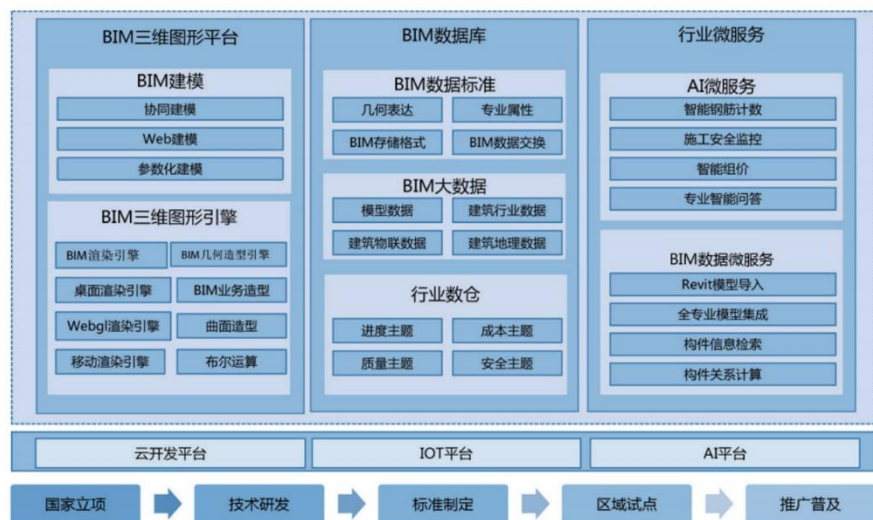 BIM三维图形平台
BIM建模
协同建模
Web建模
参数化建模
BIM三维图形引擎
BIM渲染引擎
BIM几何造型引擎
桌面渲染引擎
BIM业务造型
Webgl渲染引擎
曲面造型
移动渲染引擎
布尔运算
BIM数据库
BIM数据标准
几何表达
专业属性
BIM存储格式
BIM数据交换
BIM大数据
模型数据
建筑行业数据
建筑物联数据
建筑地理数据
行业数仓
进度主题
成本主题
质量主题
安全主题
行业微服务
AI微服务
智能钢筋计数
施工安全监控
智能组价
专业智能问答
BIM数据微服务
Revit模型导入
全专业模型集成
构件信息检索
构件关系计算
云开发平台
IOT平台
AI平台
国家立项
技术研发
标准制定
区域试点
推广普及